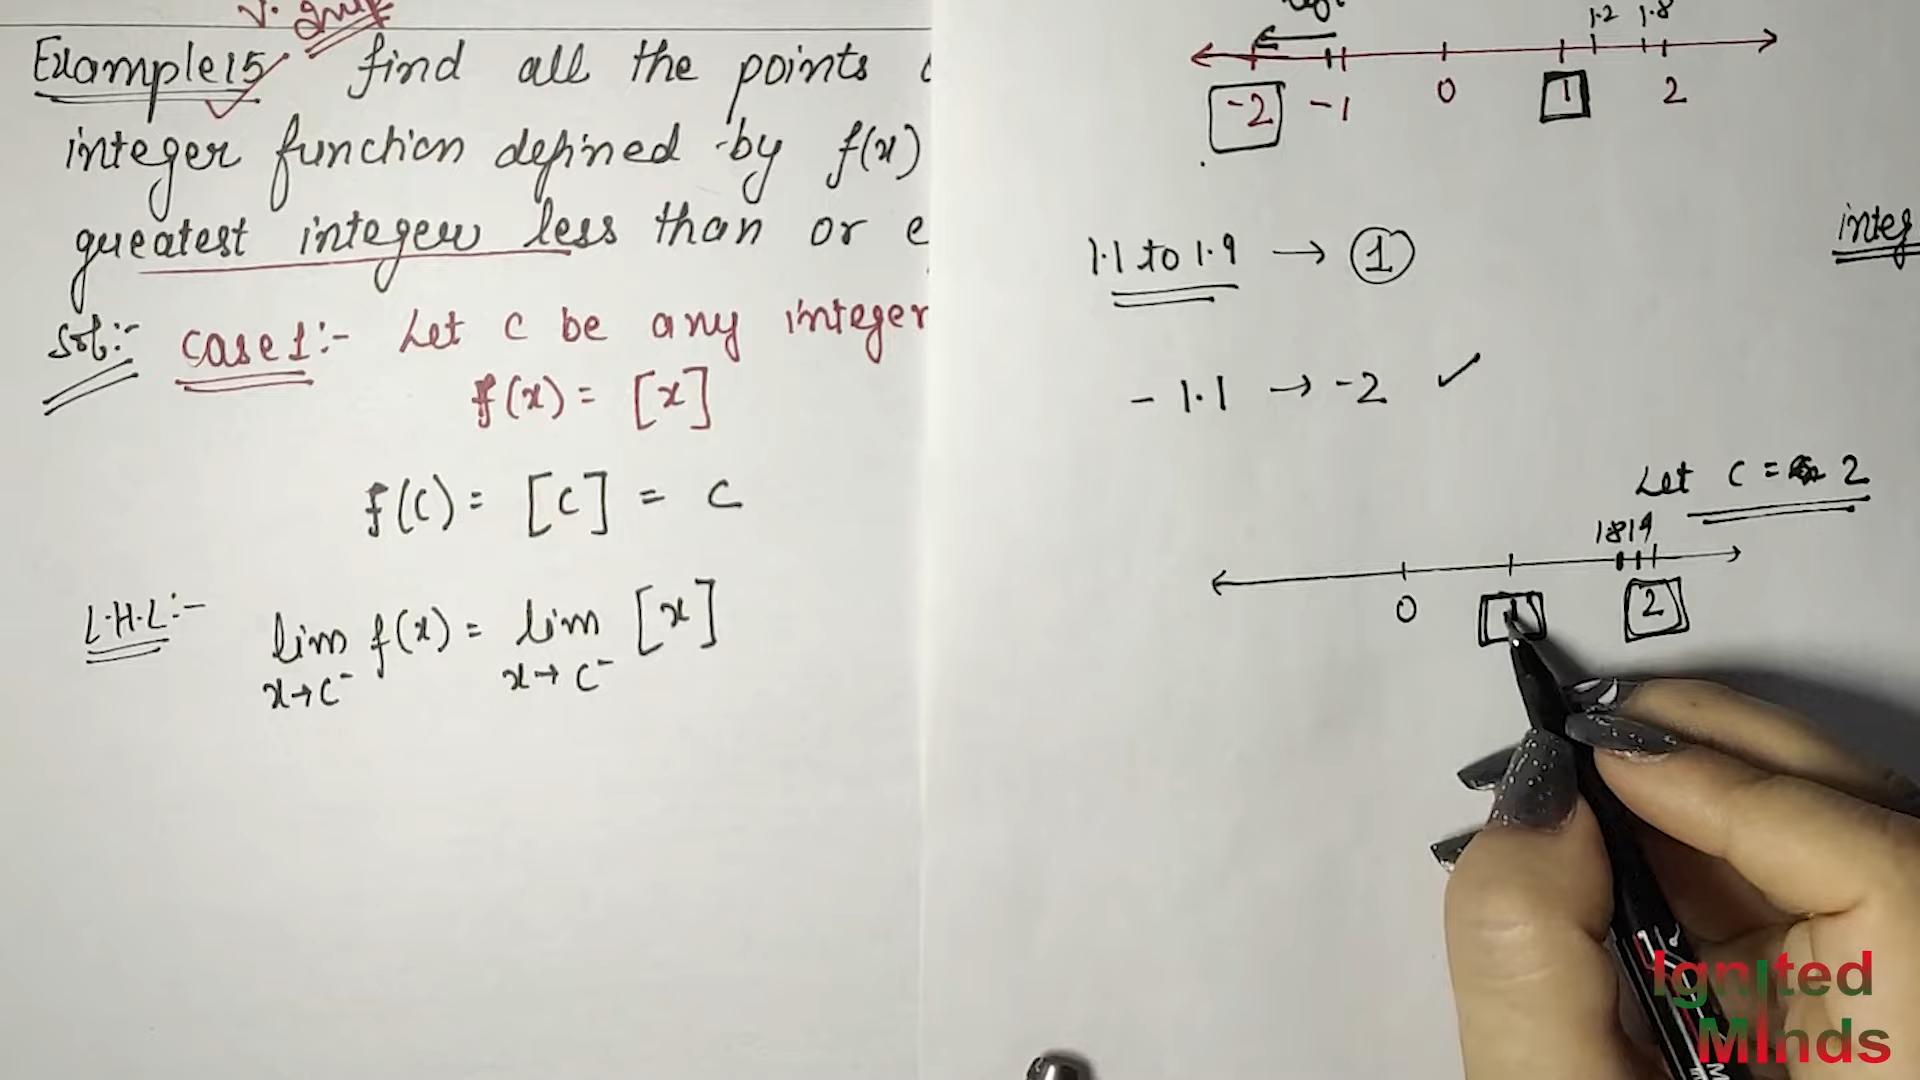 V. Imp
Example 15 find all the points
integer function defined by f(x)
greatest integer less than or e
Sol:- Case 1:- Let C be any integer
f(x) = [x]
f(C) = [C] = C
L.H.L:- lim f(x) = lim [x]
x→C⁻ x→C⁻
1.2 1.8
-2 -1 0 1 2
1.1 to 1.9 → 1
integ
-1.1 → -2 ✓
Let C = 2
1.8 1.9
0 1 2
Ignited
Minds